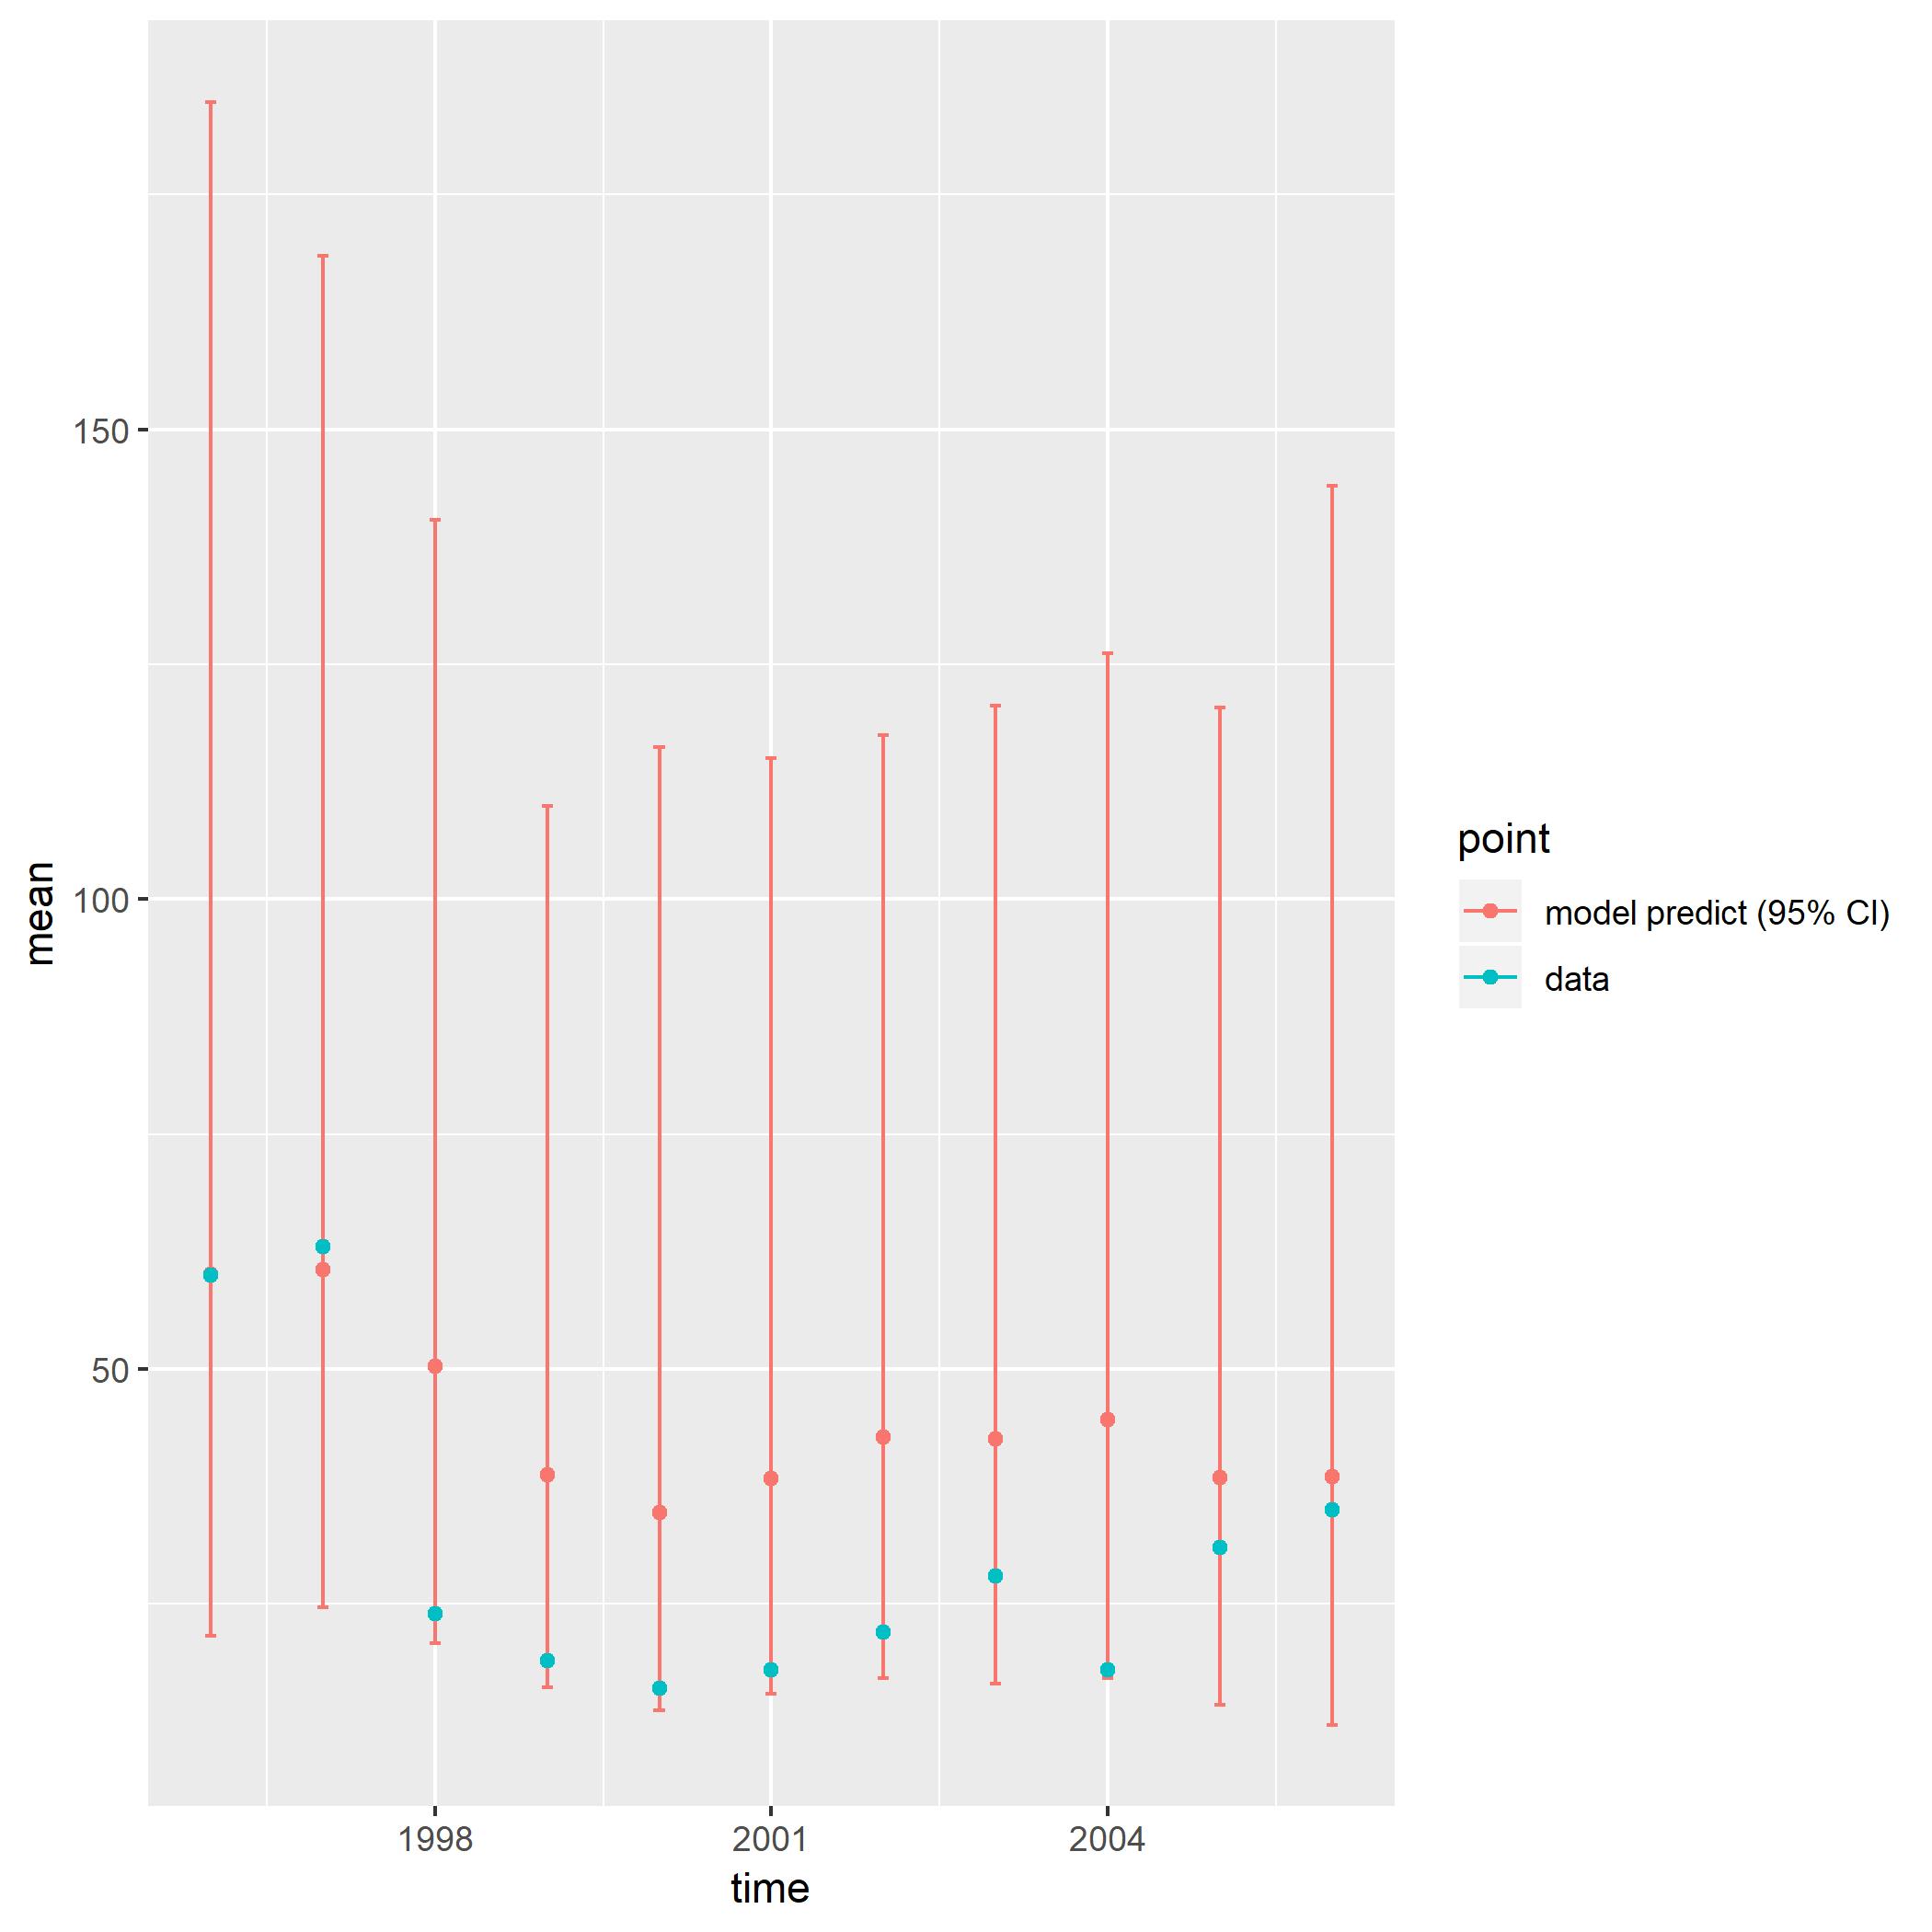 150
100
50
mean
1998
2001
2004
time
point
model predict (95% CI)
data